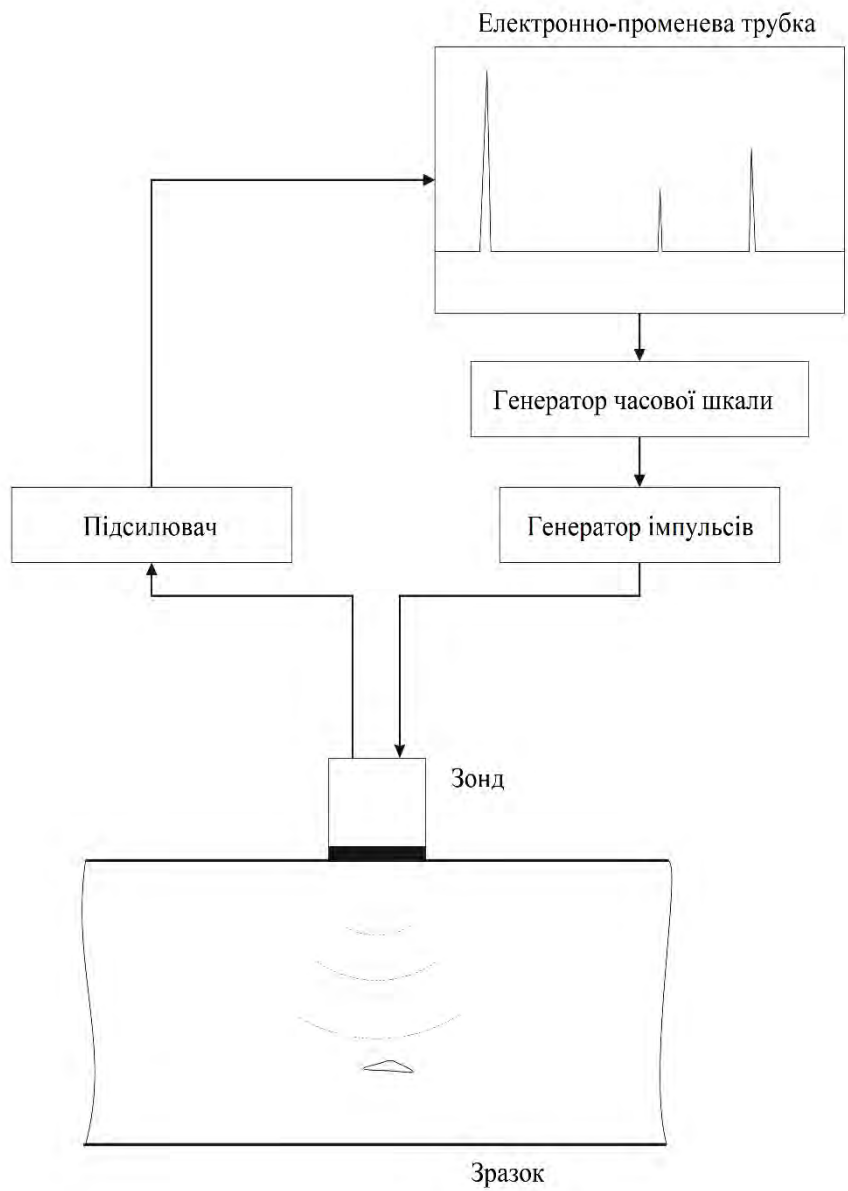 Електронно-променева трубка
Генератор часової шкали
Підсилювач
Генератор імпульсів
Зонд
Зразок